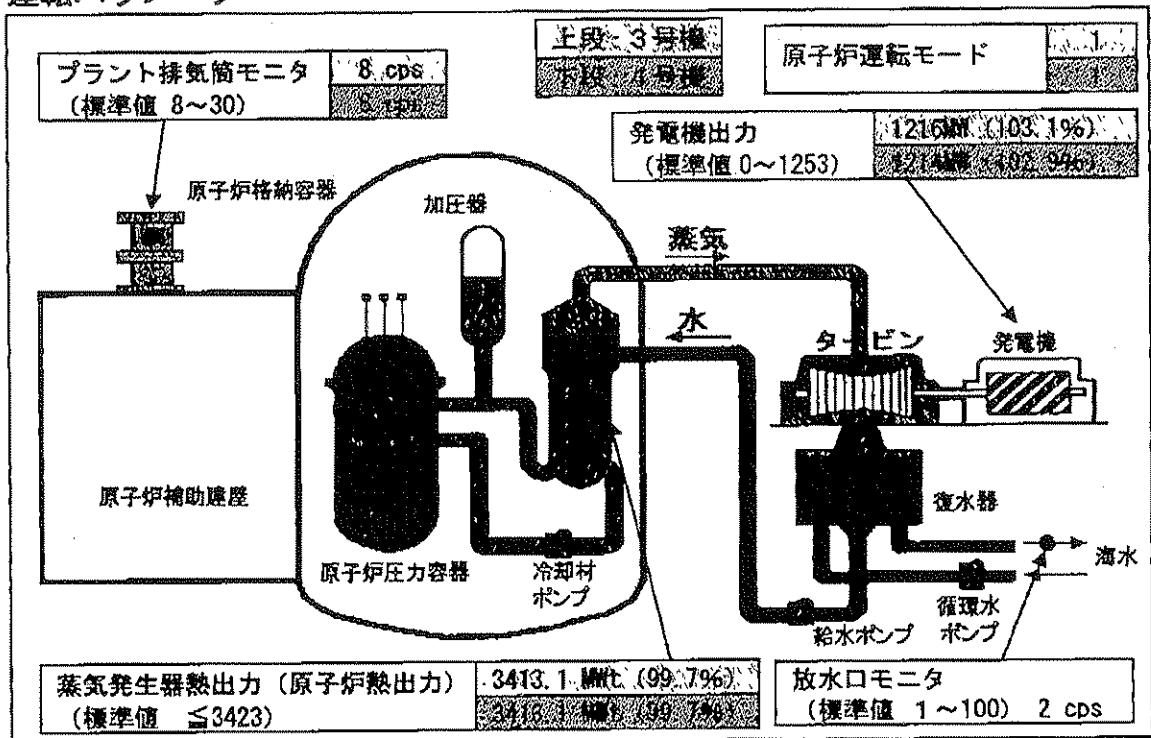 上段：3号機
下段：4号機
原子炉運転モード
1
1
プラント排気筒モニタ
(標準値 8～30)
8 cps
cps
発電機出力
(標準値 0～1253)
1216MW (103.1%)
原子炉格納容器
加圧器
蒸気
水
タービン
発電機
原子炉補助建屋
復水器
海水
原子炉圧力容器
冷却材
ポンプ
給水ポンプ
循環水
ポンプ
蒸気発生器熱出力（原子炉熱出力）
(標準値 ≦3423)
3413.1 MWt (99.7%)
放水口モニタ
(標準値 1～100) 2 cps